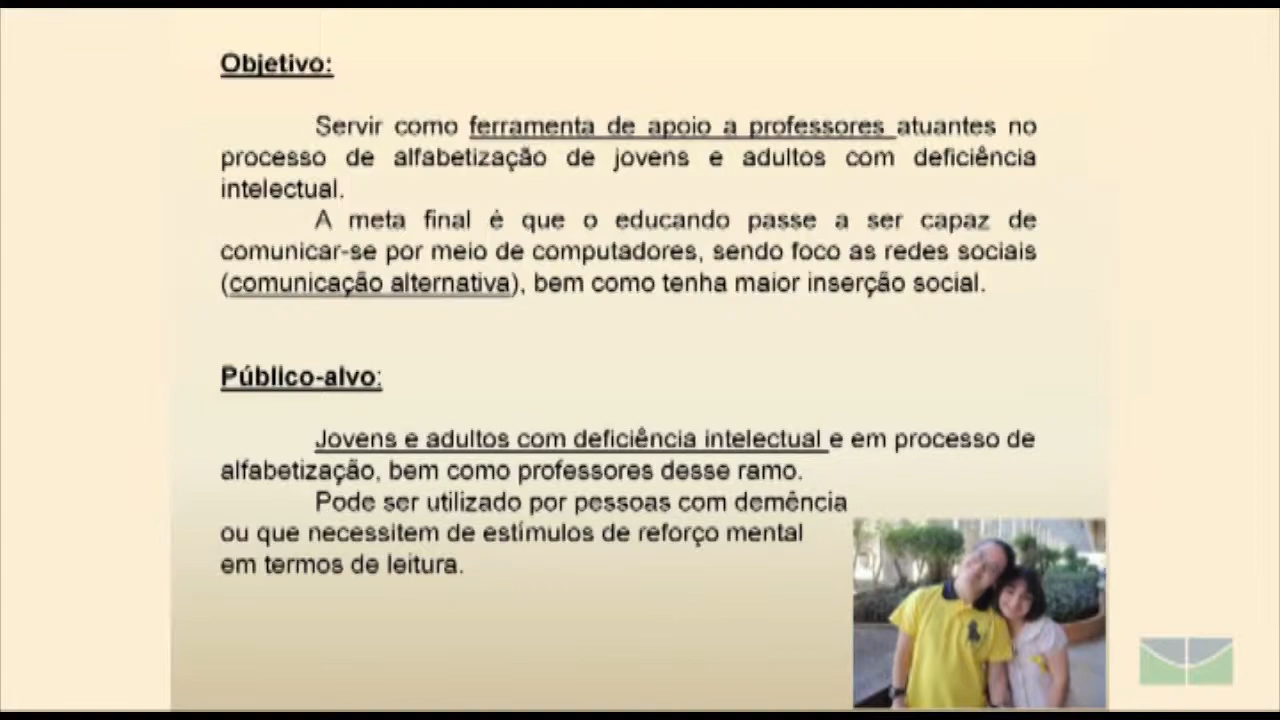 Objetivo:
Servir como ferramenta de apoio a professores atuantes no
processo de alfabetização de jovens e adultos com deficiência
intelectual.
A meta final é que o educando passe a ser capaz de
comunicar-se por meio de computadores, sendo foco as redes sociais
(comunicação alternativa), bem como tenha maior inserção social.
Público-alvo:
Jovens e adultos com deficiência intelectual e em processo de
alfabetização, bem como professores desse ramo.
Pode ser utilizado por pessoas com demência
ou que necessitem de estímulos de reforço mental
em termos de leitura.